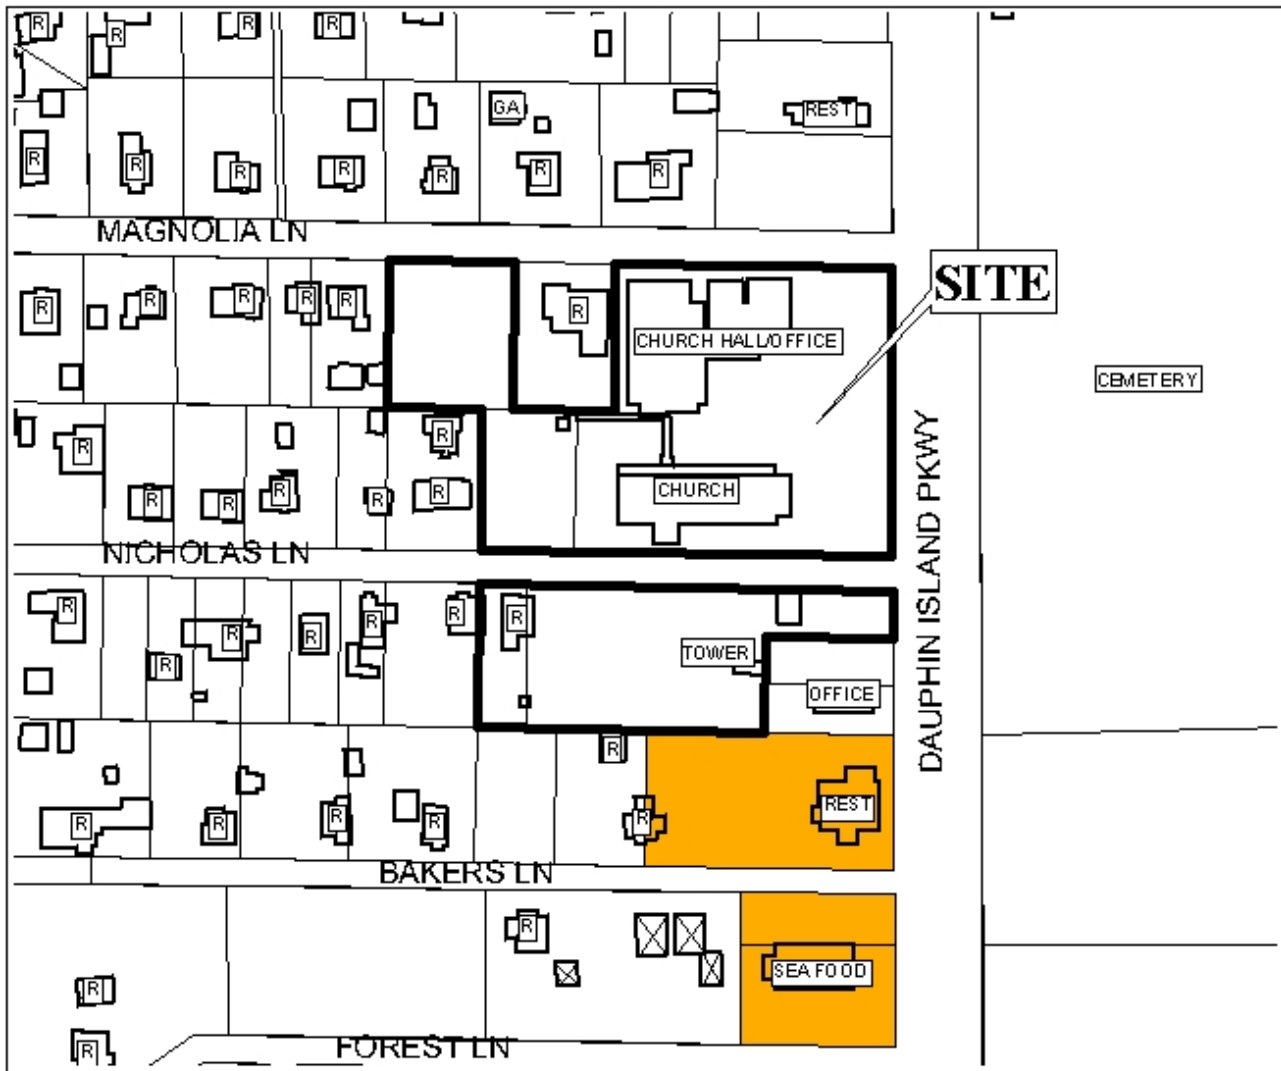 R
R
R
R
GA
REST
R
R
R
R
R
R
R
MAGNOLIA LN
SITE
R
R
R
R
R
R
CHURCH HALL/OFFICE
CEMETERY
R
R
R
R
R
R
R
CHURCH
DAUPHIN ISLAND PKWY
NICHOLAS LN
R
R
R
R
R
R
R
TOWER
OFFICE
R
R
R
R
R
R
REST
BAKERS LN
R
SEA FOOD
R
R
FOREST LN